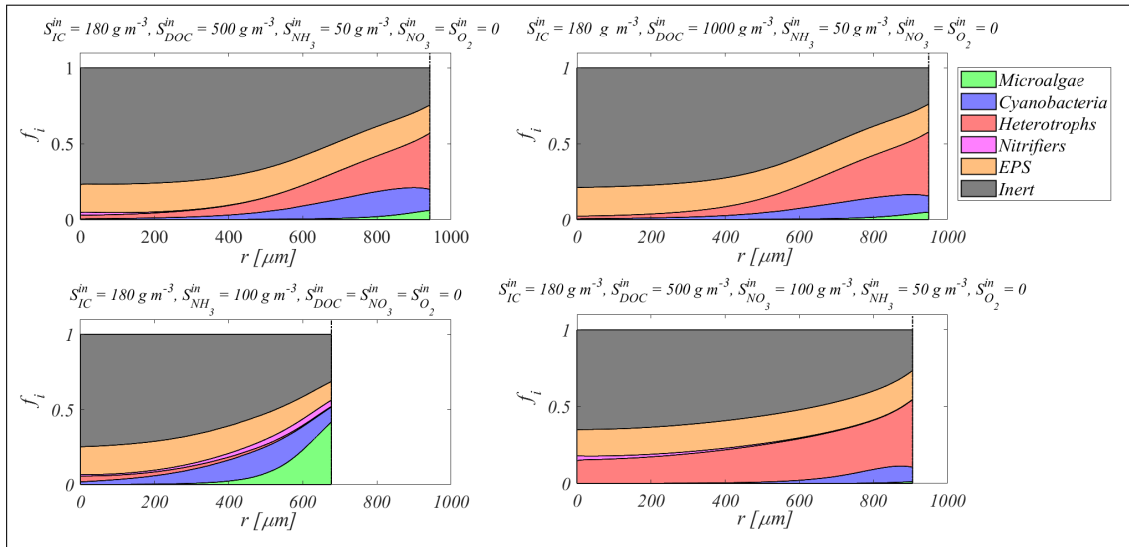 S_IC^in = 180 g m^-3, S_DOC^in = 500 g m^-3, S_NH3^in = 50 g m^-3, S_NO3^in = S_O2^in = 0
1
0.5
0
f_i
0 200 400 600 800 1000
r [μm]
S_IC^in = 180 g m^-3, S_DOC^in = 1000 g m^-3, S_NH3^in = 50 g m^-3, S_NO3^in = S_O2^in = 0
1
0.5
0
f_i
0 200 400 600 800 1000
r [μm]
Microalgae
Cyanobacteria
Heterotrophs
Nitrifiers
EPS
Inert
S_IC^in = 180 g m^-3, S_NH3^in = 100 g m^-3, S_DOC^in = S_NO3^in = S_O2^in = 0
1
0.5
0
f_i
0 200 400 600 800 1000
r [μm]
S_IC^in = 180 g m^-3, S_DOC^in = 500 g m^-3, S_NO3^in = 100 g m^-3, S_NH3^in = 50 g m^-3, S_O2^in = 0
1
0.5
0
f_i
0 200 400 600 800 1000
r [μm]